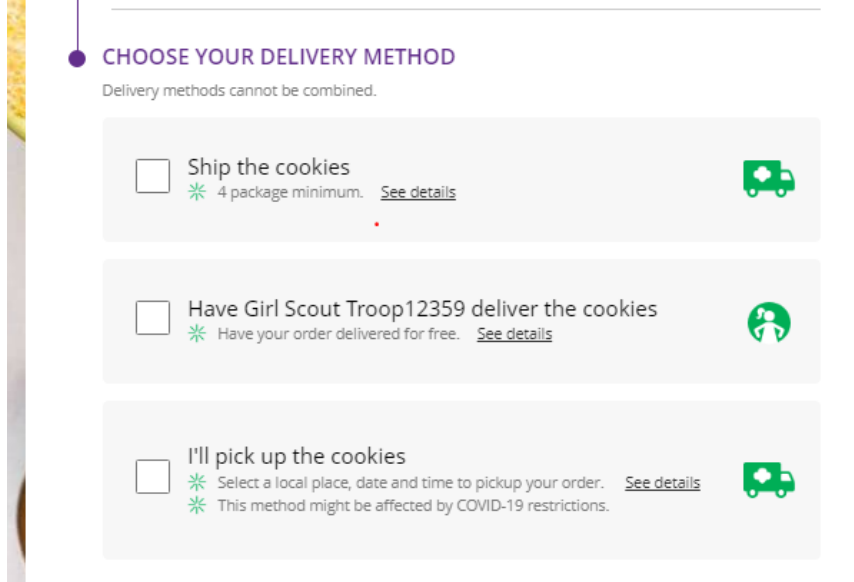 CHOOSE YOUR DELIVERY METHOD
Delivery methods cannot be combined.
Ship the cookies
4 package minimum. See details
Have Girl Scout Troop12359 deliver the cookies
Have your order delivered for free. See details
I'll pick up the cookies
Select a local place, date and time to pickup your order. See details
This method might be affected by COVID-19 restrictions.